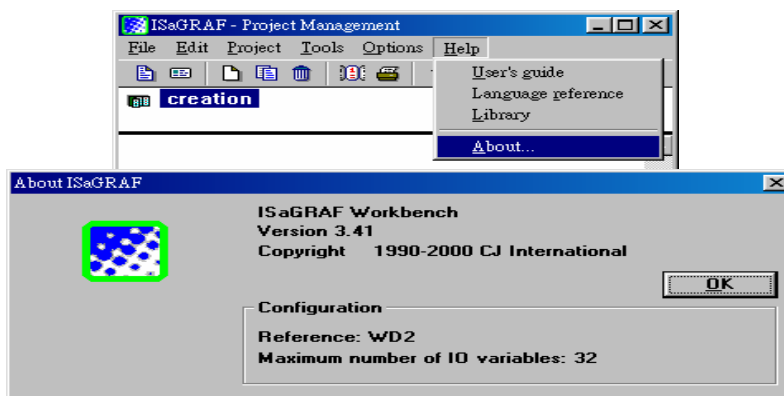 ISaGRAF - Project Management
File Edit Project Tools Options Help
creation
User's guide
Language reference
Library
About...
About ISaGRAF
ISaGRAF Workbench
Version 3.41
Copyright 1990-2000 CJ International
OK
Configuration
Reference: WD2
Maximum number of IO variables: 32